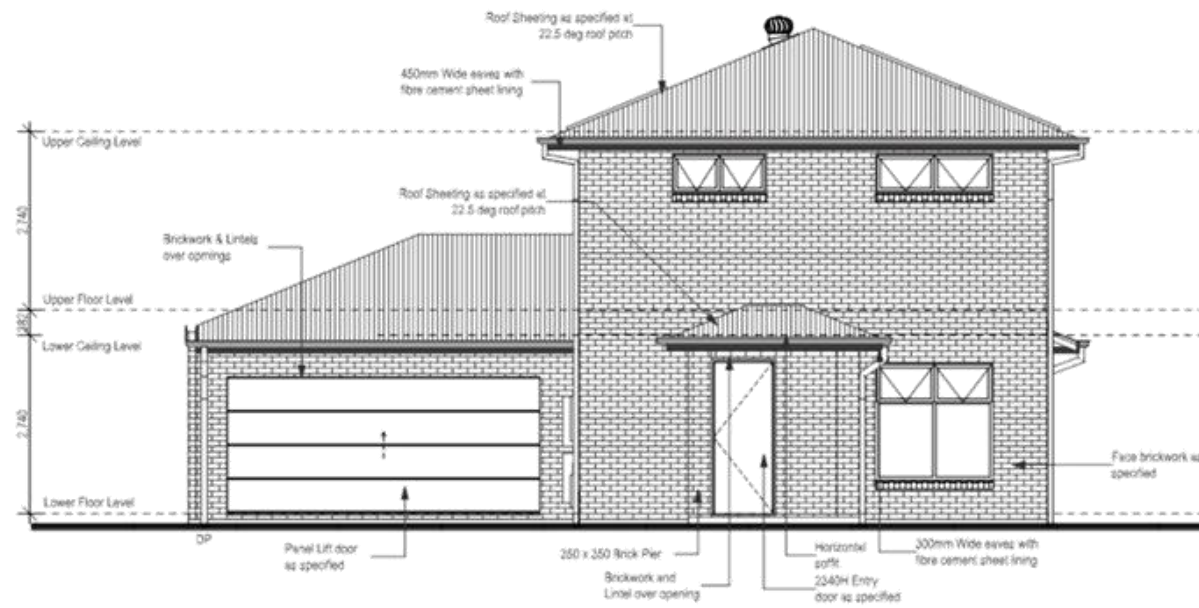 Roof Sheeting as specified at
22.5 deg roof pitch
450mm Wide eaves with
fibre cement sheet lining
Upper Ceiling Level
Roof Sheeting as specified at
22.5 deg roof pitch
2,740
Brickwork & Lintels
over opmings
Upper Floor Level
382
Lower Ceiling Level
2,740
Face brickwork as
specified
Lower Floor Level
DP
Panel Lift door
as specified
350 Brick Pier
Brickwork and
Lintel over opening
Horizontal
soffit
2340H Entry
door as specified
300mm Wide eaves with
fibre cement sheet lining